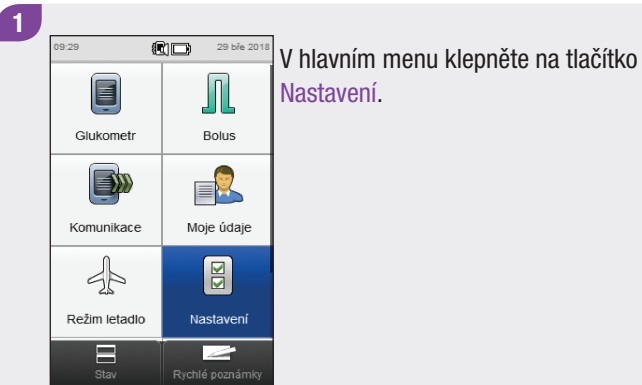 1
09:29
29 bře 2018
V hlavním menu klepněte na tlačítko
Nastavení.
Glukometr
Bolus
Komunikace
Moje údaje
Režim letadlo
Nastavení
Stav
Rychlé poznámky